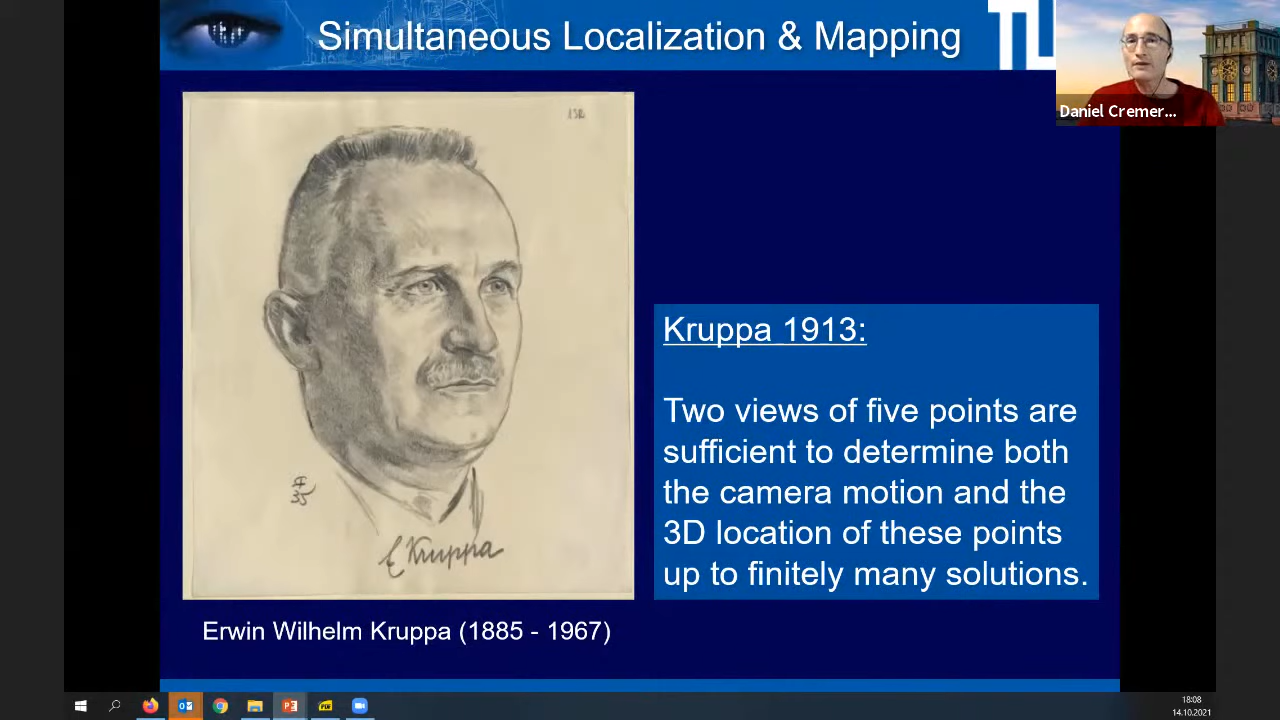 Simultaneous Localization & Mapping
TU
Daniel Cremer...
Kruppa 1913:
Two views of five points are
sufficient to determine both
the camera motion and the
3D location of these points
up to finitely many solutions.
35
E Kruppa
Erwin Wilhelm Kruppa (1885 - 1967)
18:08
14.10.2021